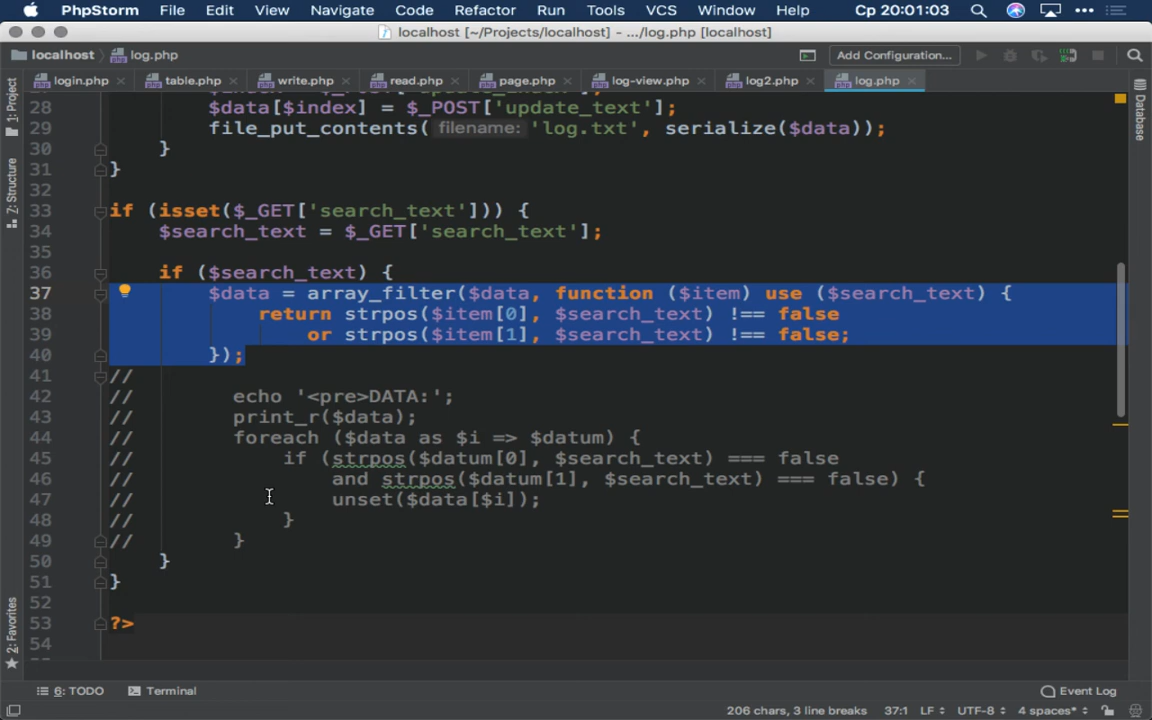 PhpStorm File Edit View Navigate Code Refactor Run Tools VCS Window Help Ср 20:01:03
localhost [~/Projects/localhost] - .../log.php [localhost]
localhost log.php Add Configuration...
login.php table.php write.php read.php page.php log-view.php log2.php log.php
1: Project
Z: Structure
2: Favorites
Database
28 $data[$index] = $_POST['update_text'];
29 file_put_contents( filename: 'log.txt', serialize($data));
30 }
31 }
32
33 if (isset($_GET['search_text'])) {
34 $search_text = $_GET['search_text'];
35
36 if ($search_text) {
37 $data = array_filter($data, function ($item) use ($search_text) {
38 return strpos($item[0], $search_text) !== false
39 or strpos($item[1], $search_text) !== false;
40 });
41 //
42 // echo '<pre>DATA:';
43 // print_r($data);
44 // foreach ($data as $i => $datum) {
45 // if (strpos($datum[0], $search_text) === false
46 // and strpos($datum[1], $search_text) === false) {
47 // unset($data[$i]);
48 // }
49 // }
50 }
51 }
52
53 ?>
54
6: TODO Terminal Event Log
206 chars, 3 line breaks 37:1 LF UTF-8 4 spaces*